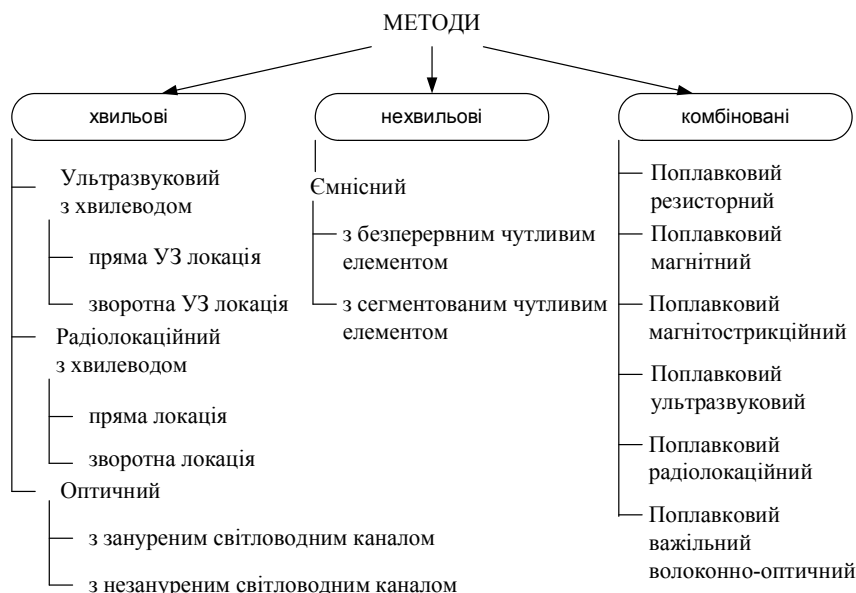 МЕТОДИ
хвильові
Ультразвуковий
з хвилеводом
пряма УЗ локація
зворотна УЗ локація
Радіолокаційний
з хвилеводом
пряма локація
зворотна локація
Оптичний
з зануреним світловодним каналом
з незануреним світловодним каналом
нехвильові
Ємнісний
з безперервним чутливим
елементом
з сегментованим чутливим
елементом
комбіновані
Поплавковий
резисторний
Поплавковий
магнітний
Поплавковий
магнітострикційний
Поплавковий
ультразвуковий
Поплавковий
радіолокаційний
Поплавковий
важільний
волоконно-оптичний